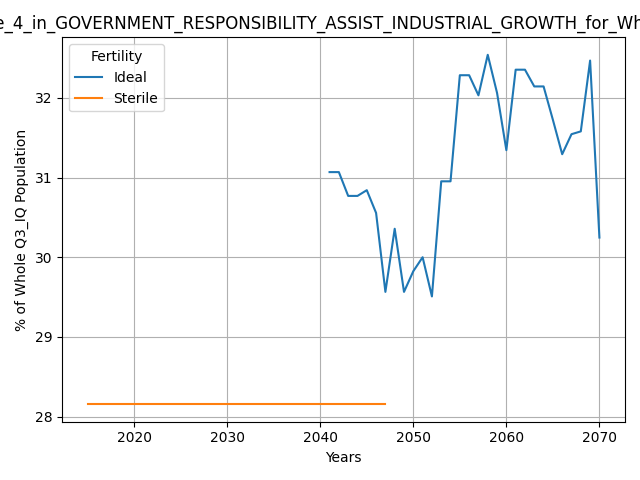 e_4_in_GOVERNMENT_RESPONSIBILITY_ASSIST_INDUSTRIAL_GROWTH_for_Wh
Fertility
Ideal
Sterile
% of Whole Q3_IQ Population
32
31
30
29
28
2020 2030 2040 2050 2060 2070
Years